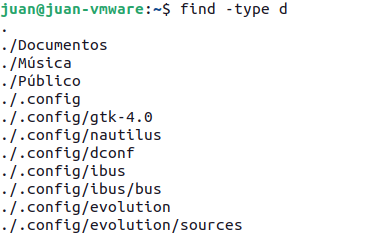 juan@juan-vmware:~$ find -type d
.
./Documentos
./Música
./Público
./.config
./.config/gtk-4.0
./.config/nautilus
./.config/dconf
./.config/ibus
./.config/ibus/bus
./.config/evolution
./.config/evolution/sources